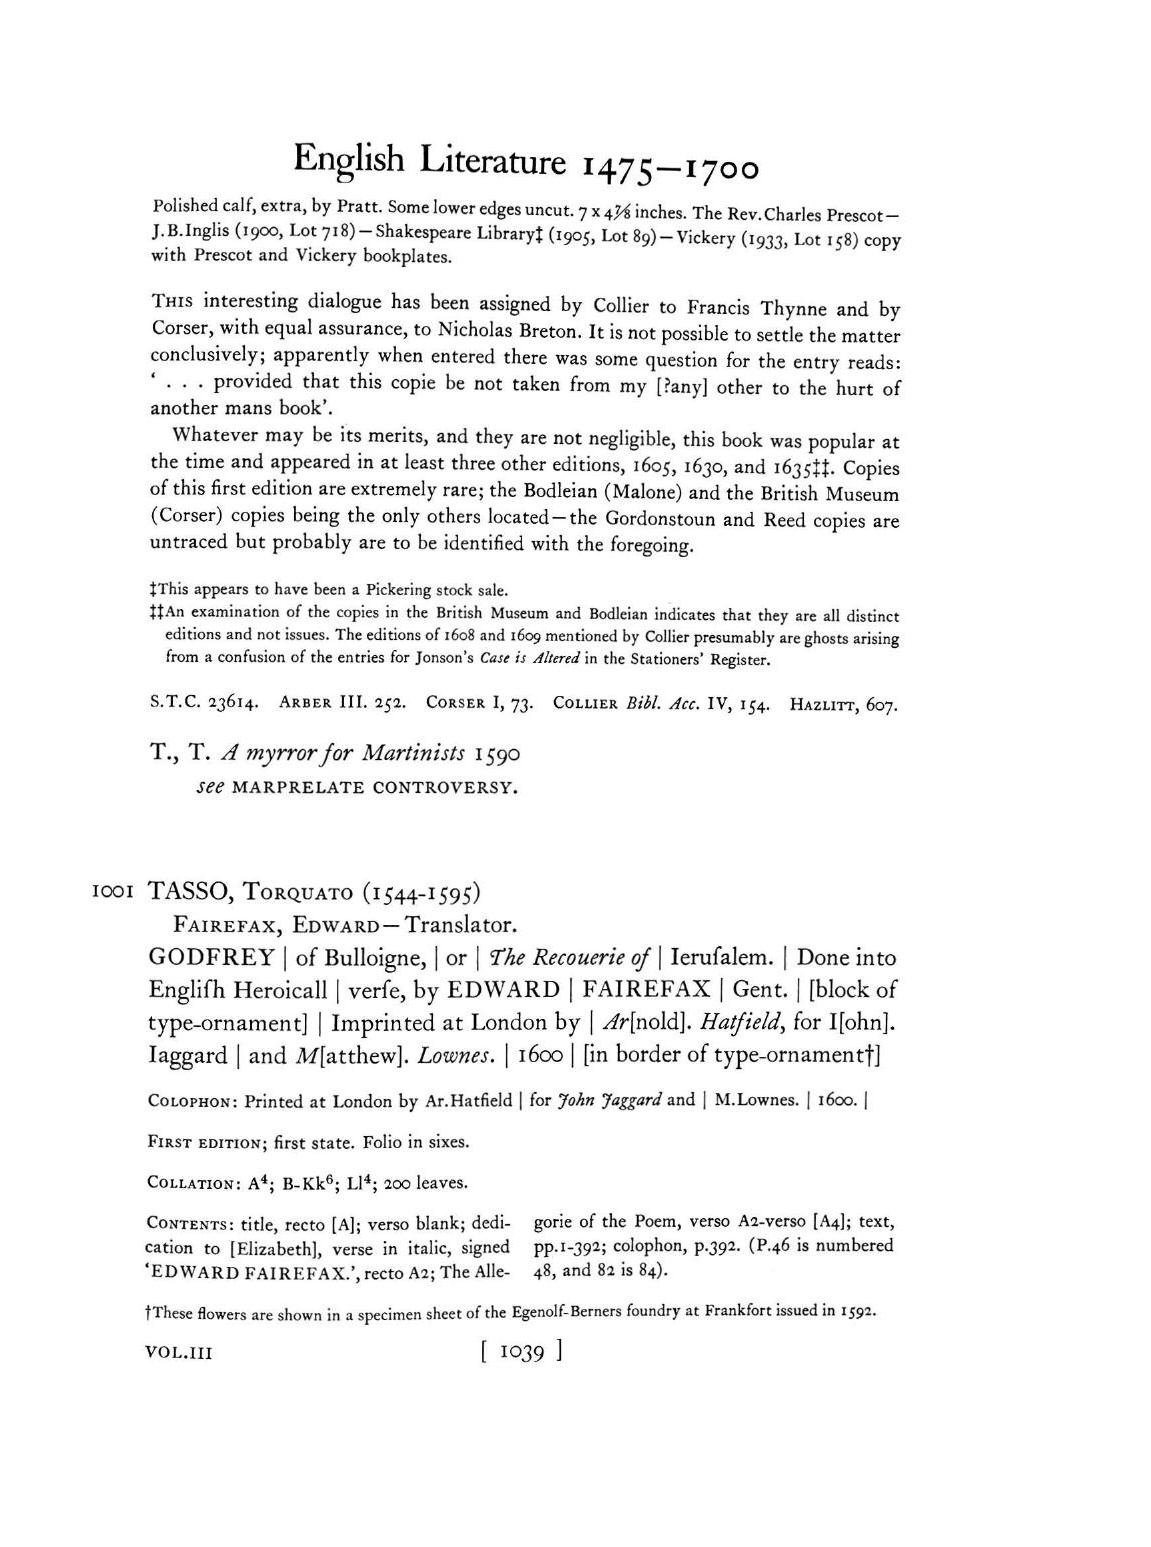 English Literature 1475–1700
Polished calf, extra, by Pratt. Some lower edges uncut. 7 x 4⅞ inches. The Rev. Charles Prescot—
J.B.Inglis (1900, Lot 718)—Shakespeare Library‡ (1905, Lot 89)—Vickery (1933, Lot 158) copy
with Prescot and Vickery bookplates.
THIS interesting dialogue has been assigned by Collier to Francis Thynne and by
Corser, with equal assurance, to Nicholas Breton. It is not possible to settle the matter
conclusively; apparently when entered there was some question for the entry reads:
‘ . . . provided that this copie be not taken from my [?any] other to the hurt of
another mans book’.
Whatever may be its merits, and they are not negligible, this book was popular at
the time and appeared in at least three other editions, 1605, 1630, and 1635‡‡. Copies
of this first edition are extremely rare; the Bodleian (Malone) and the British Museum
(Corser) copies being the only others located—the Gordonstoun and Reed copies are
untraced but probably are to be identified with the foregoing.
‡This appears to have been a Pickering stock sale.
‡‡An examination of the copies in the British Museum and Bodleian indicates that they are all distinct
editions and not issues. The editions of 1608 and 1609 mentioned by Collier presumably are ghosts arising
from a confusion of the entries for Jonson's Case is Altered in the Stationers' Register.
S.T.C. 23614. ARBER III. 252. CORSER I, 73. COLLIER Bibl. Acc. IV, 154. HAZLITT, 607.
T., T. A myrror for Martinists 1590
see MARPRELATE CONTROVERSY.
1001 TASSO, TORQUATO (1544-1595)
FAIREFAX, EDWARD—Translator.
GODFREY | of Bulloigne, | or | The Recouerie of | Ieruſalem. | Done into
Engliſh Heroicall | verſe, by EDWARD | FAIREFAX | Gent. | [block of
type-ornament] | Imprinted at London by | Ar[nold]. Hatfield, for I[ohn].
Iaggard | and M[atthew]. Lownes. | 1600 | [in border of type-ornament†]
COLOPHON: Printed at London by Ar.Hatfield | for John Jaggard and | M.Lownes. | 1600. |
FIRST EDITION; first state. Folio in sixes.
COLLATION: A⁴; B-Kk⁶; Ll⁴; 200 leaves.
CONTENTS: title, recto [A]; verso blank; dedi-
cation to [Elizabeth], verse in italic, signed
‘EDWARD FAIREFAX.’, recto A2; The Alle-
gorie of the Poem, verso A2-verso [A4]; text,
pp.1-392; colophon, p.392. (P.46 is numbered
48, and 82 is 84).
†These flowers are shown in a specimen sheet of the Egenolf-Berners foundry at Frankfort issued in 1592.
VOL.III [ 1039 ]